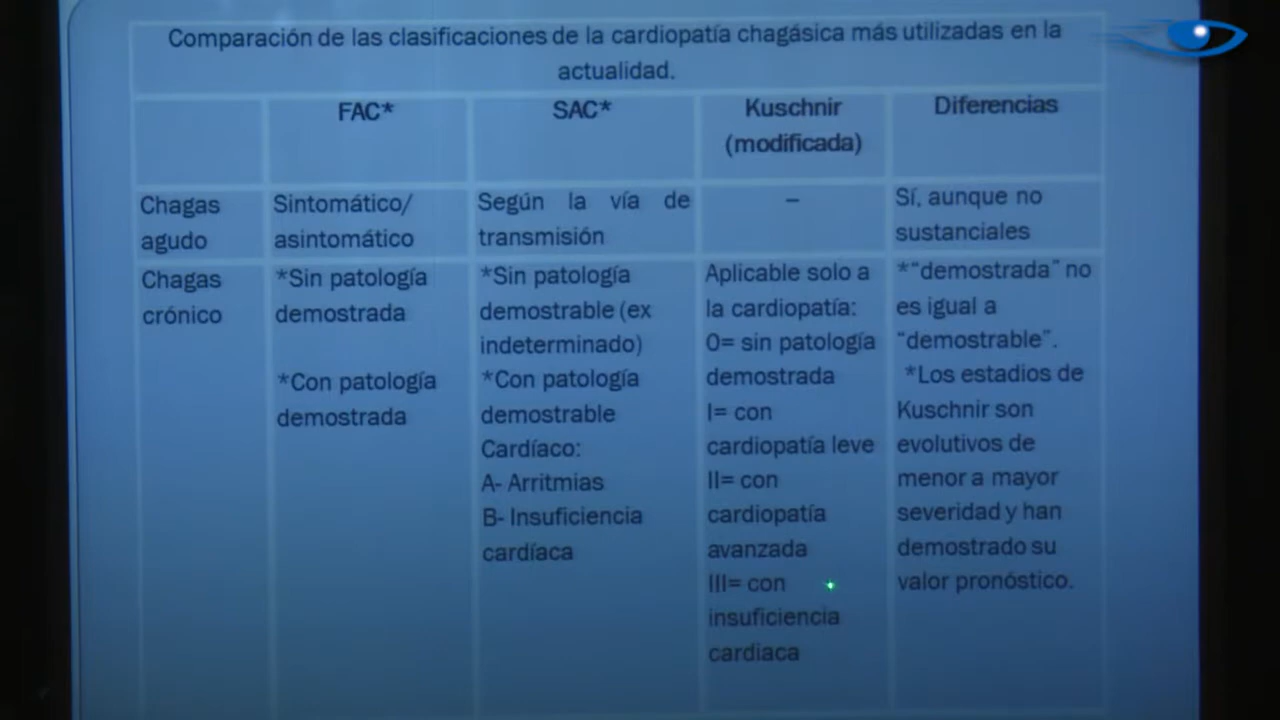 Comparación de las clasificaciones de la cardiopatía chagásica más utilizadas en la
actualidad.
FAC*
SAC*
Kuschnir
(modificada)
Diferencias
Chagas
agudo
Sintomático/
asintomático
Según la vía de
transmisión
–
Sí, aunque no
sustanciales
Chagas
crónico
*Sin patología
demostrada
*Con patología
demostrada
*Sin patología
demostrable (ex
indeterminado)
*Con patología
demostrable
Cardíaco:
A- Arritmias
B- Insuficiencia
cardíaca
Aplicable solo a
la cardiopatía:
0= sin patología
demostrada
I= con
cardiopatía leve
II= con
cardiopatía
avanzada
III= con
insuficiencia
cardiaca
*“demostrada” no
es igual a
“demostrable”.
*Los estadios de
Kuschnir son
evolutivos de
menor a mayor
severidad y han
demostrado su
valor pronóstico.